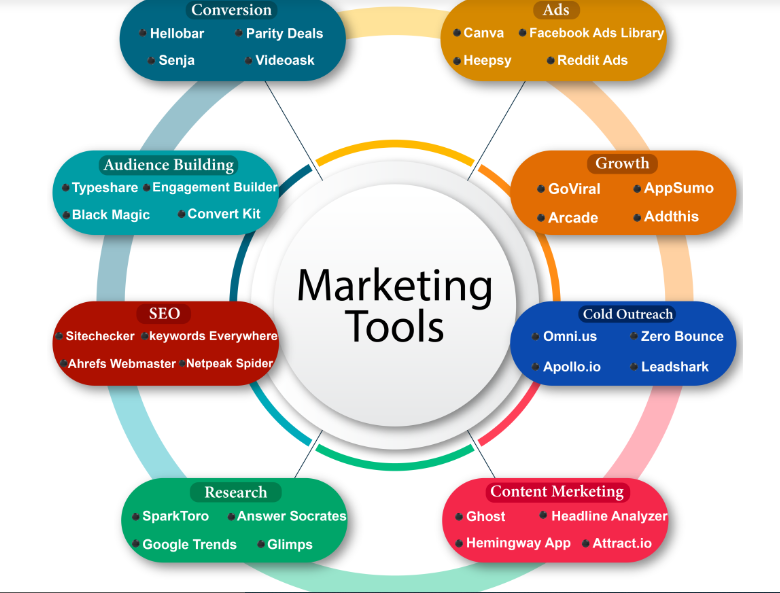 Conversion
Hellobar
Parity Deals
Senja
Videoask
Ads
Canva
Facebook Ads Library
Heepsy
Reddit Ads
Audience Building
Typeshare
Engagement Builder
Black Magic
Convert Kit
Growth
GoViral
AppSumo
Arcade
Addthis
Marketing
Tools
SEO
Sitechecker
keywords Everywhere
Ahrefs Webmaster
Netpeak Spider
Cold Outreach
Omni.us
Zero Bounce
Apollo.io
Leadshark
Research
SparkToro
Answer Socrates
Google Trends
Glimps
Content Merketing
Ghost
Headline Analyzer
Hemingway App
Attract.io